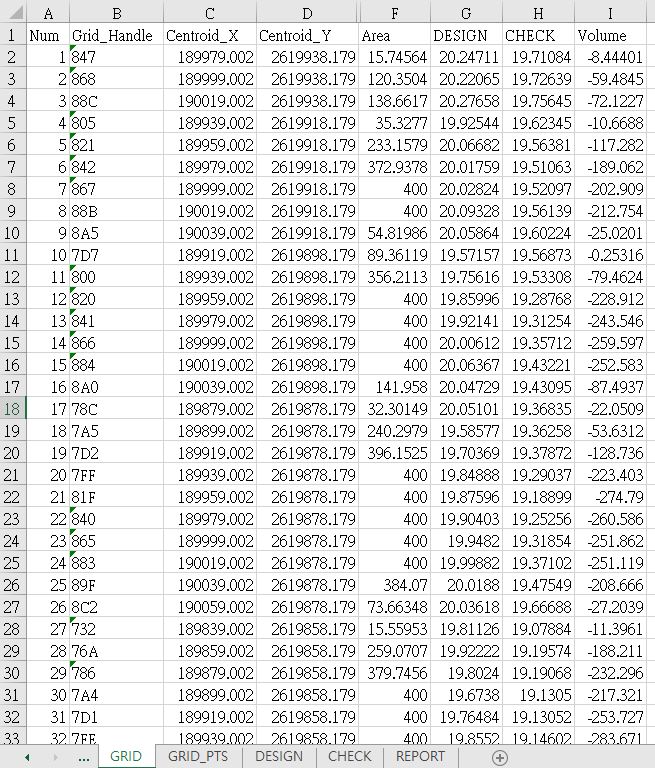 A B C D F G H I
1 Num Grid_Handle Centroid_X Centroid_Y Area DESIGN CHECK Volume
2 1 847 189979.002 2619938.179 15.74564 20.24711 19.71084 -8.44401
3 2 868 189999.002 2619938.179 120.3504 20.22065 19.72639 -59.4845
4 3 88C 190019.002 2619938.179 138.6617 20.27658 19.75645 -72.1227
5 4 805 189939.002 2619918.179 35.3277 19.92544 19.62345 -10.6688
6 5 821 189959.002 2619918.179 233.1579 20.06682 19.56381 -117.282
7 6 842 189979.002 2619918.179 372.9378 20.01759 19.51063 -189.062
8 7 867 189999.002 2619918.179 400 20.02824 19.52097 -202.909
9 8 88B 190019.002 2619918.179 400 20.09328 19.56139 -212.754
10 9 8A5 190039.002 2619918.179 54.81986 20.05864 19.60224 -25.0201
11 10 7D7 189919.002 2619898.179 89.36119 19.57157 19.56873 -0.25316
12 11 800 189939.002 2619898.179 356.2113 19.75616 19.53308 -79.4624
13 12 820 189959.002 2619898.179 400 19.85996 19.28768 -228.912
14 13 841 189979.002 2619898.179 400 19.92141 19.31254 -243.546
15 14 866 189999.002 2619898.179 400 20.00612 19.35712 -259.597
16 15 884 190019.002 2619898.179 400 20.06367 19.43221 -252.583
17 16 8A0 190039.002 2619898.179 141.958 20.04729 19.43095 -87.4937
18 17 78C 189879.002 2619878.179 32.30149 20.05101 19.36835 -22.0509
19 18 7A5 189899.002 2619878.179 240.2979 19.58577 19.36258 -53.6312
20 19 7D2 189919.002 2619878.179 396.1525 19.70369 19.37872 -128.736
21 20 7FF 189939.002 2619878.179 400 19.84888 19.29037 -223.403
22 21 81F 189959.002 2619878.179 400 19.87596 19.18899 -274.79
23 22 840 189979.002 2619878.179 400 19.90403 19.25256 -260.586
24 23 865 189999.002 2619878.179 400 19.9482 19.31854 -251.862
25 24 883 190019.002 2619878.179 400 19.99882 19.37102 -251.119
26 25 89F 190039.002 2619878.179 384.07 20.0188 19.47549 -208.666
27 26 8C2 190059.002 2619878.179 73.66348 20.03618 19.66688 -27.2039
28 27 732 189839.002 2619858.179 15.55953 19.81126 19.07884 -11.3961
29 28 76A 189859.002 2619858.179 259.0707 19.92222 19.19574 -188.211
30 29 786 189879.002 2619858.179 379.7456 19.8024 19.19068 -232.296
31 30 7A4 189899.002 2619858.179 400 19.6738 19.1305 -217.321
32 31 7D1 189919.002 2619858.179 400 19.76484 19.13052 -253.727
33 32 7FE 189939.002 2619858.179 400 19.8552 19.14602 -283.671
... GRID GRID_PTS DESIGN CHECK REPORT